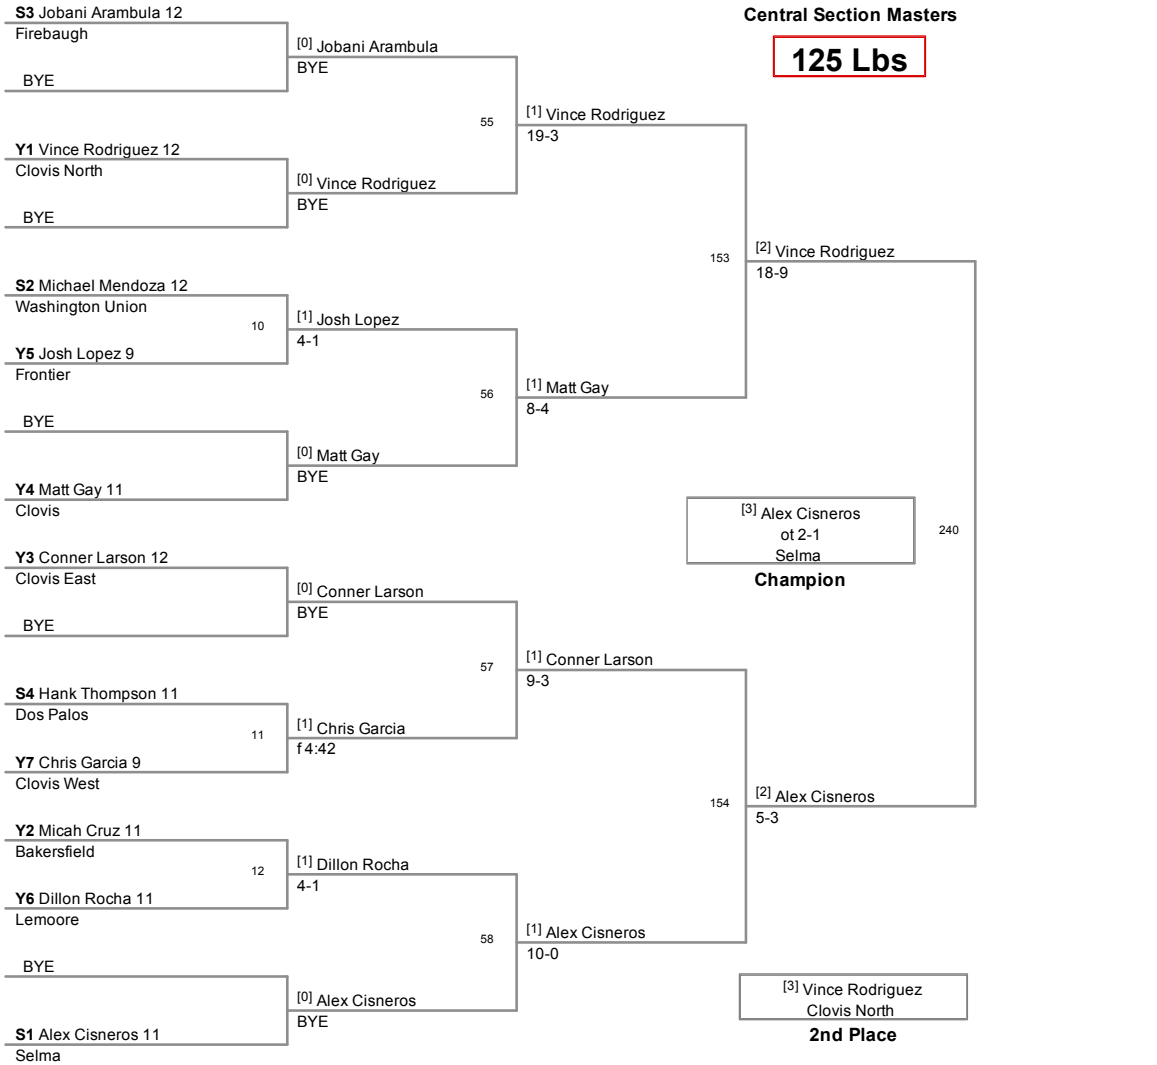 Central Section Masters
125 Lbs
S3 Jobani Arambula 12
Firebaugh
BYE
Y1 Vince Rodriguez 12
Clovis North
BYE
S2 Michael Mendoza 12
Washington Union
10
Y5 Josh Lopez 9
Frontier
BYE
Y4 Matt Gay 11
Clovis
Y3 Conner Larson 12
Clovis East
BYE
S4 Hank Thompson 11
Dos Palos
11
Y7 Chris Garcia 9
Clovis West
Y2 Micah Cruz 11
Bakersfield
12
Y6 Dillon Rocha 11
Lemoore
BYE
S1 Alex Cisneros 11
Selma
[0] Jobani Arambula
BYE
55
[0] Vince Rodriguez
BYE
[1] Josh Lopez
4-1
56
[0] Matt Gay
BYE
[0] Conner Larson
BYE
57
[1] Chris Garcia
f 4:42
[1] Dillon Rocha
4-1
58
[0] Alex Cisneros
BYE
[1] Vince Rodriguez
19-3
153
[1] Matt Gay
8-4
[1] Conner Larson
9-3
154
[1] Alex Cisneros
10-0
[2] Vince Rodriguez
18-9
240
[2] Alex Cisneros
5-3
[3] Alex Cisneros
ot 2-1
Selma
Champion
[3] Vince Rodriguez
Clovis North
2nd Place